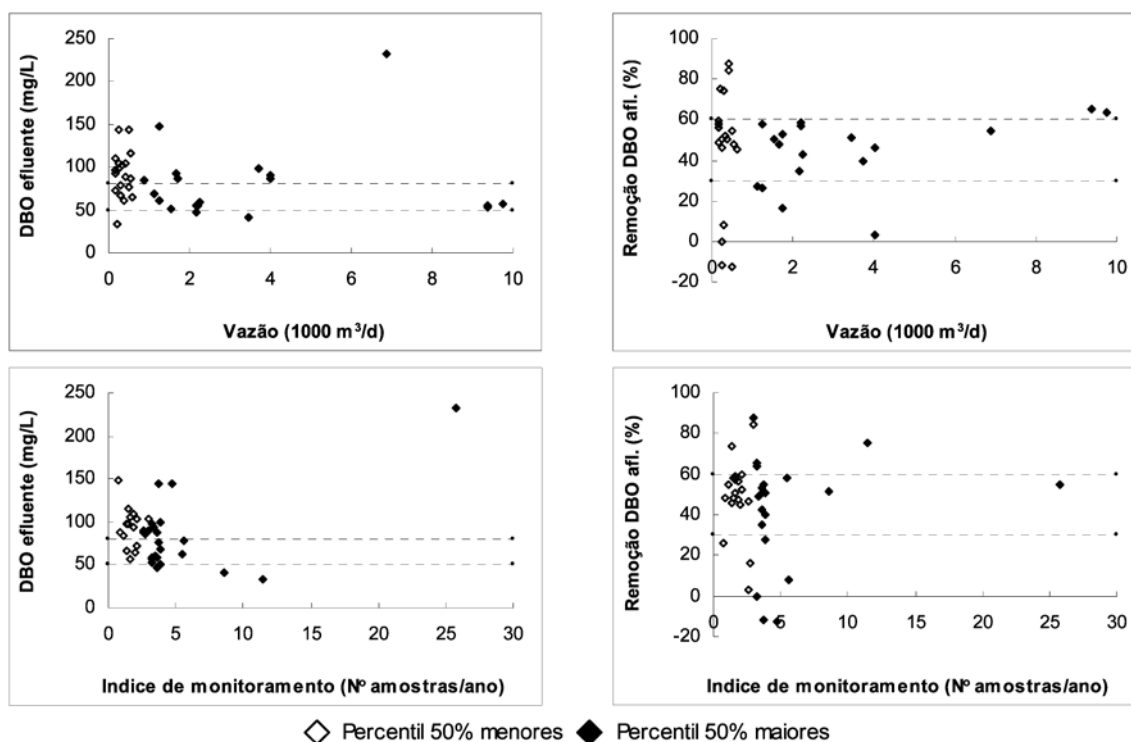 DBO efluente (mg/L)
250
200
150
100
50
0
0 2 4 6 8 10
Vazão (1000 m³/d)
Remoção DBO afl. (%)
100
80
60
40
20
0
-20
0 2 4 6 8 10
Vazão (1000 m³/d)
DBO efluente (mg/L)
250
200
150
100
50
0
0 5 10 15 20 25 30
Indice de monitoramento (Nº amostras/ano)
Remoção DBO afl. (%)
100
80
60
40
20
0
-20
0 5 10 15 20 25 30
Indice de monitoramento (Nº amostras/ano)
Percentil 50% menores Percentil 50% maiores